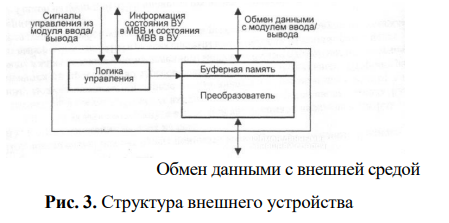 Сигналы
управления из
модуля ввода/
вывода
Информация
состояния ВУ
в МВВ и состояния
МВВ в ВУ
Обмен данными
с модулем ввода/
вывода
Логика
управления
Буферная память
Преобразователь
Обмен данными с внешней средой
Рис. 3. Структура внешнего устройства